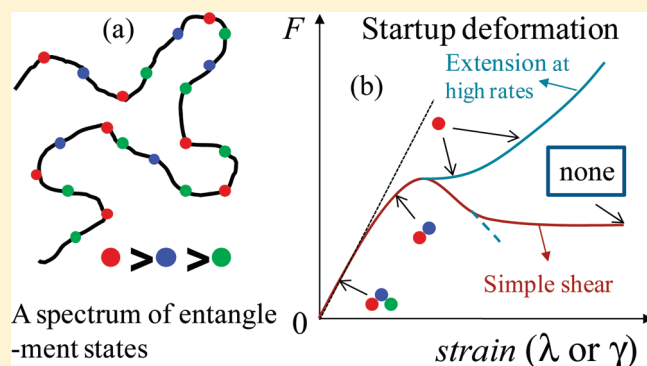 (a)
> >
A spectrum of entangle
-ment states
F
Startup deformation
(b)
Extension at
high rates
none
Simple shear
0
strain (λ or γ)